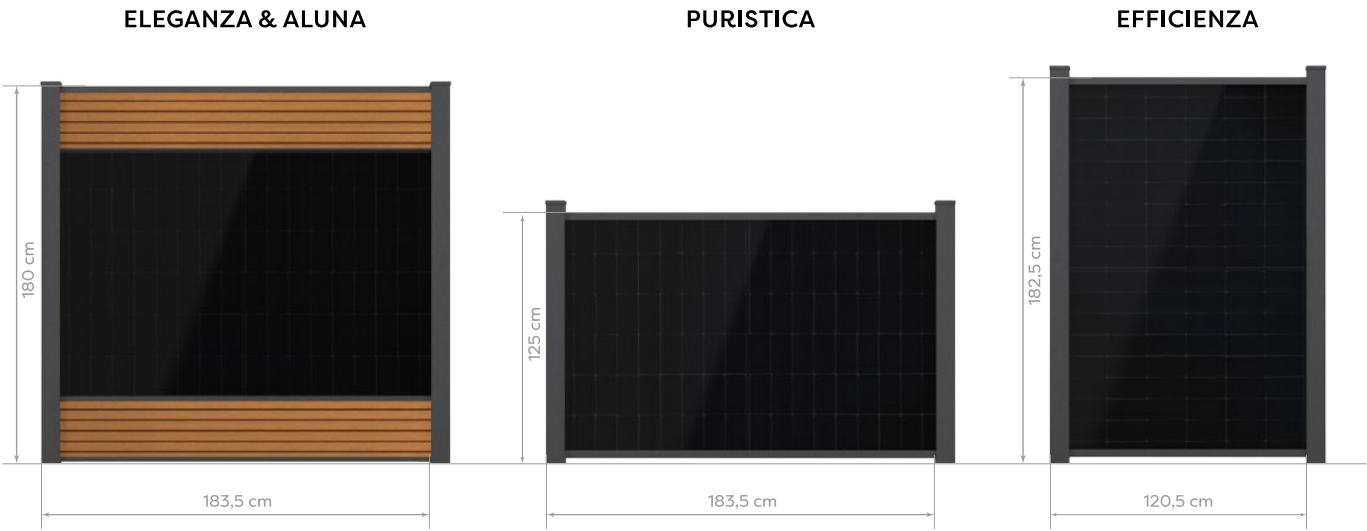 ELEGANZA & ALUNA
PURISTICA
EFFICIENZA
180 cm
125 cm
182,5 cm
183,5 cm
183,5 cm
120,5 cm